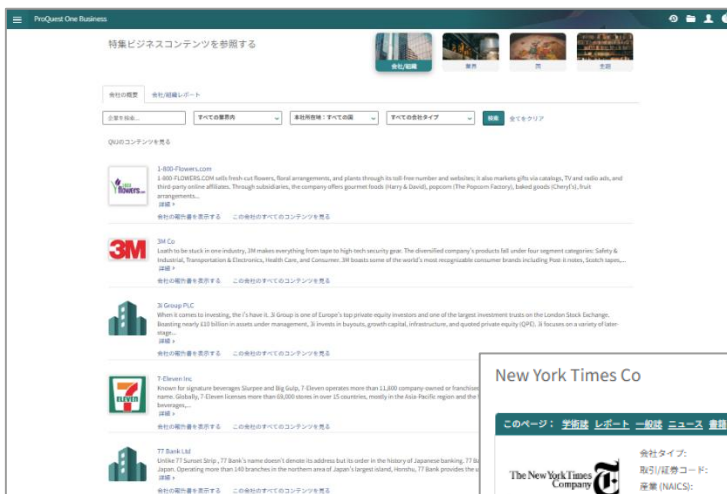 ProQuest One Business
特集ビジネスコンテンツを参照する
会社/組織
業界
国
主題
会社の概要
会社/組織レポート
企業を検索...
すべての業界内
本社所在地：すべての国
すべての会社タイプ
検索
全てをクリア
のコンテンツを見る
1-800-Flowers.com
1-800-FLOWERS.COM sells fresh-cut flowers, floral arrangements, and plants through its toll-free number and websites; it also markets gifts via catalogs, TV and radio ads, and
third-party online affiliates. Through subsidiaries, the company offers gourmet foods (Harry & David), popcorn (The Popcorn Factory), baked goods (Cheryl's), fruit
arrangements...
詳細
会社の報告書を表示する この会社のすべてのコンテンツを見る
3M
3M Co
Loath to be stuck in one industry, 3M makes everything from tape to high-tech security gear. The diversified company's products fall under four segment categories: Safety &
Industrial, Transportation & Electronics, Health Care, and Consumer. 3M boasts some of the world's most recognizable consumer brands including Post-it notes, Scotch tapes,...
詳細
会社の報告書を表示する この会社のすべてのコンテンツを見る
3i Group PLC
When it comes to investing, the i's have it. 3i Group is one of Europe's top private equity investors and one of the largest investment trusts on the London Stock Exchange.
Boasting nearly £10 billion in assets under management, 3i invests in buyouts, growth capital, infrastructure, and quoted private equity (QPE). 3i focuses on a variety of later-
stage...
詳細
会社の報告書を表示する この会社のすべてのコンテンツを見る
7-Eleven Inc
Known for signature beverages Slurpee and Big Gulp, 7-Eleven operates more than 11,800 company-owned or franchised
name. Globally, 7-Eleven licenses more than 69,000 stores in over 15 countries, mostly in the Asia-Pacific region and the
beverages,...
詳細
会社の報告書を表示する この会社のすべてのコンテンツを見る
77 Bank Ltd
Unlike 77 Sunset Strip, 77 Bank's name doesn't denote its address but its order in the history of Japanese banking. 77 Ba
Japan. Operating more than 140 branches in the northern area of Japan's largest island, Honshu, 77 Bank provides the u
会社の報告書を表示する この会社のすべてのコンテンツを見る
New York Times Co
このページ： 学術誌 レポート 一般誌 ニュース 書籍
The New York Times
Company
会社タイプ:
取引/証券コード:
産業 (NAICS):